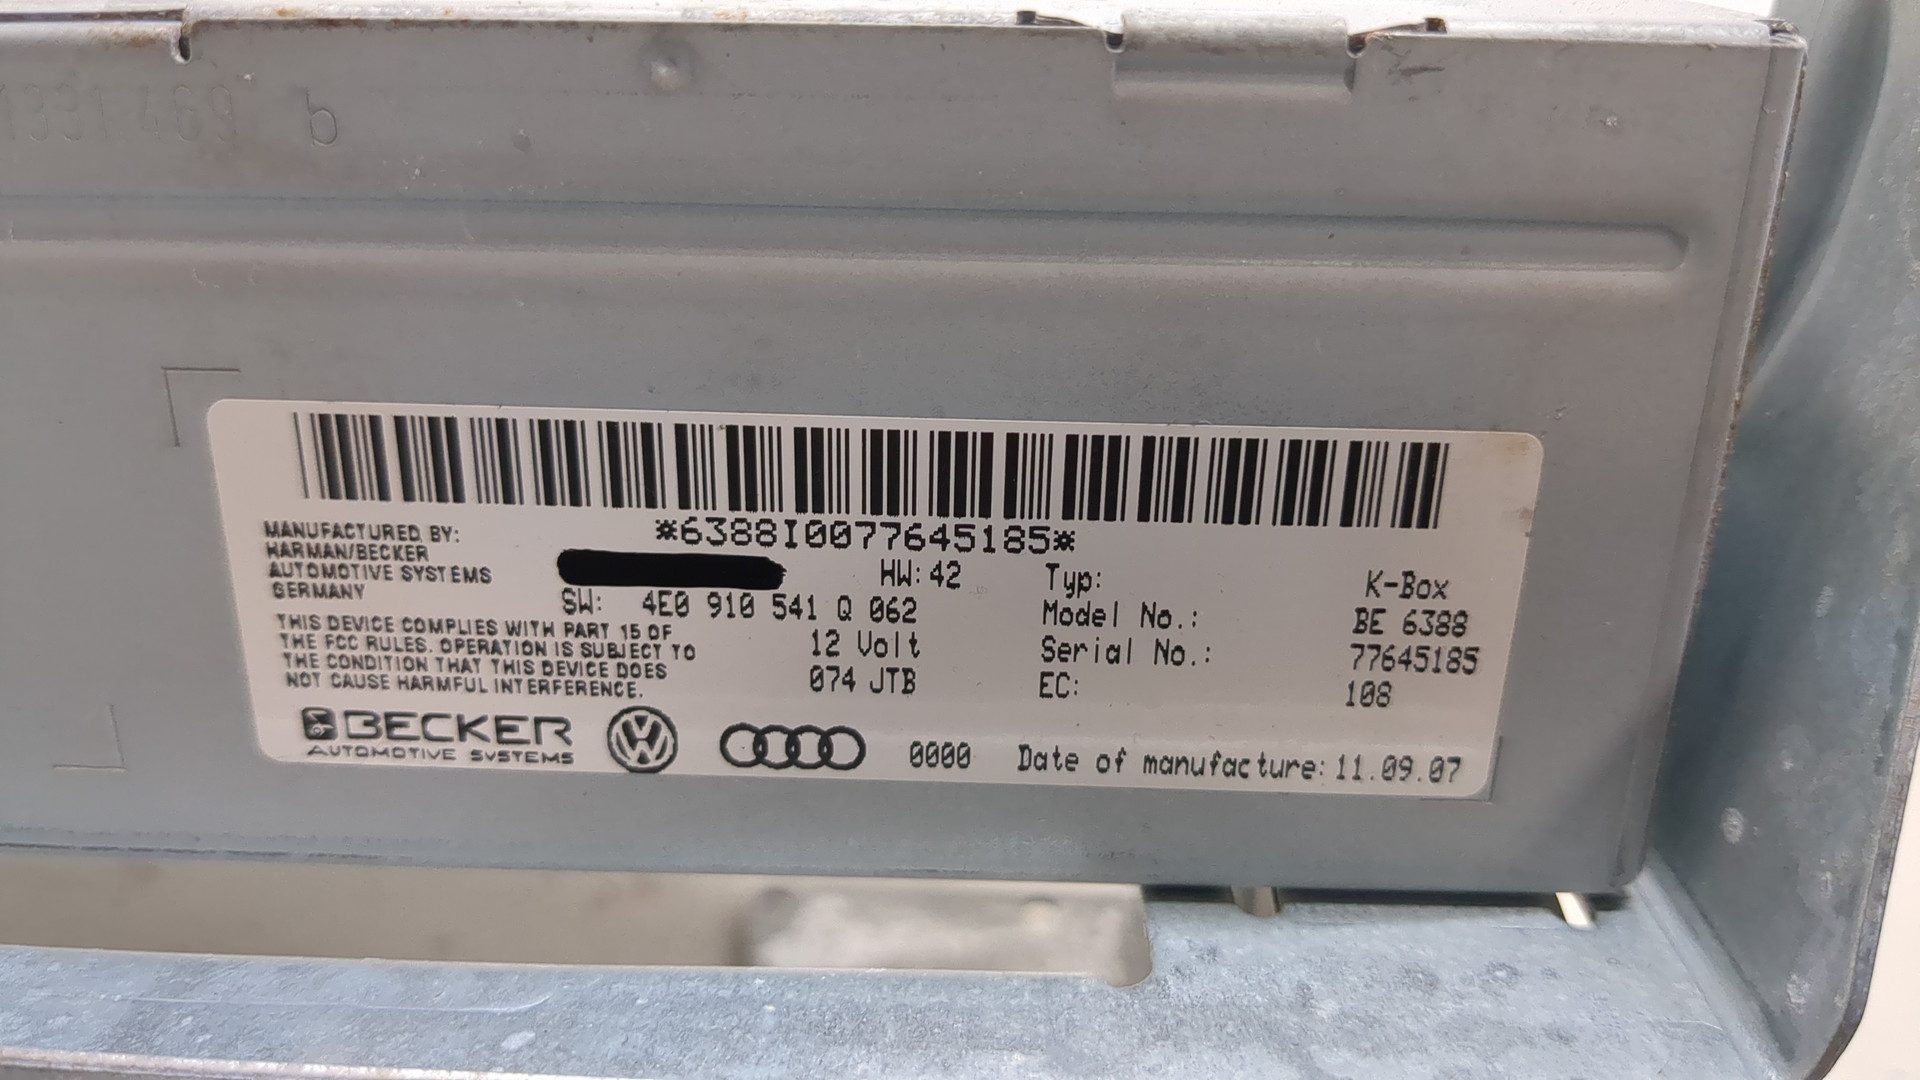 1331 469 b
*6388I0077645185*
MANUFACTURED BY:
HARMAN/BECKER
AUTOMOTIVE SYSTEMS
GERMANY
HW: 42
SW: 4E0 910 541 Q 062
12 Volt
074 JTB
Typ: K-Box
Model No.: BE 6388
Serial No.: 77645185
EC: 108
THIS DEVICE COMPLIES WITH PART 15 OF
THE FCC RULES. OPERATION IS SUBJECT TO
THE CONDITION THAT THIS DEVICE DOES
NOT CAUSE HARMFUL INTERFERENCE.
BECKER
AUTOMOTIVE SYSTEMS
0000 Date of manufacture: 11.09.07